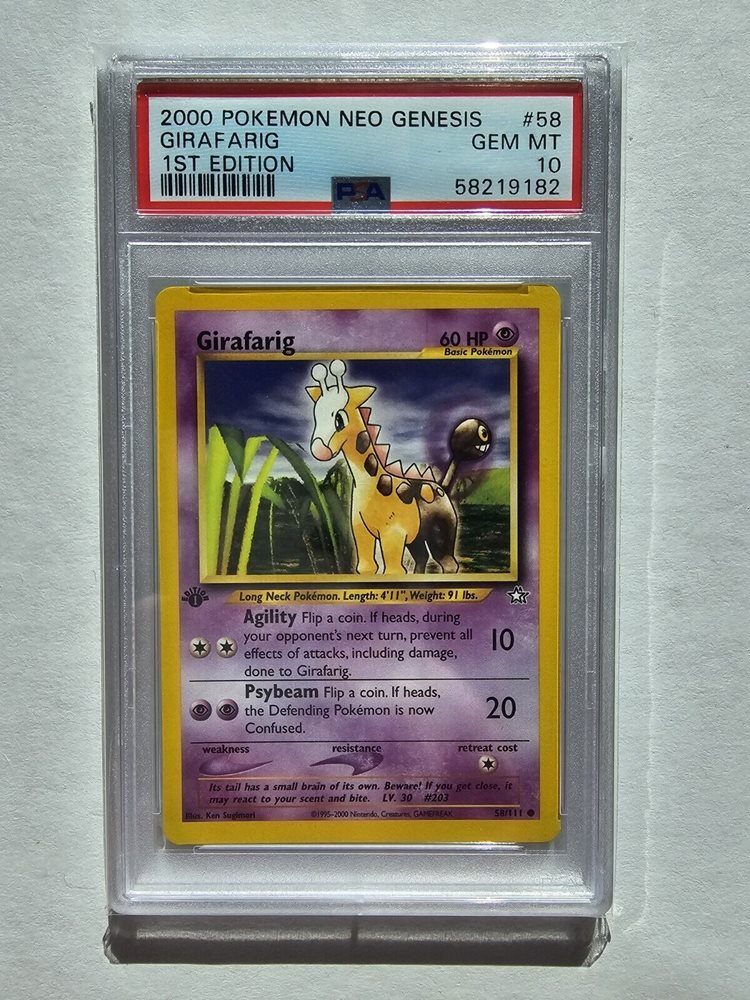 2000 POKEMON NEO GENESIS #58
GIRAFARIG GEM MT
1ST EDITION 10
PSA 58219182
Girafarig 60 HP
Basic Pokémon
EDITION
1
Long Neck Pokémon. Length: 4'11", Weight: 91 lbs.
Agility Flip a coin. If heads, during
your opponent's next turn, prevent all 10
effects of attacks, including damage,
done to Girafarig.
Psybeam Flip a coin. If heads,
the Defending Pokémon is now 20
Confused.
weakness resistance retreat cost
Its tail has a small brain of its own. Beware! If you get close, it
may react to your scent and bite. LV. 30 #203
Illus. Ken Sugimori ©1995-2000 Nintendo, Creatures, GAMEFREAK. 58/111